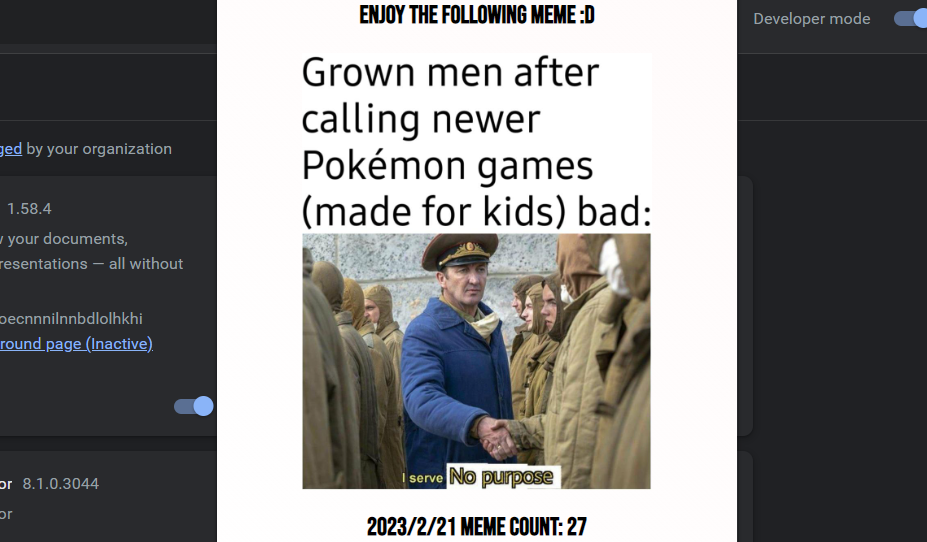 ENJOY THE FOLLOWING MEME :D
Developer mode
Grown men after
calling newer
Pokémon games
(made for kids) bad:
ged by your organization
1.58.4
w your documents,
resentations — all without
oecnnnilnnbdlolhkhi
round page (Inactive)
I serve No purpose
or 8.1.0.3044
or
2023/2/21 MEME COUNT: 27